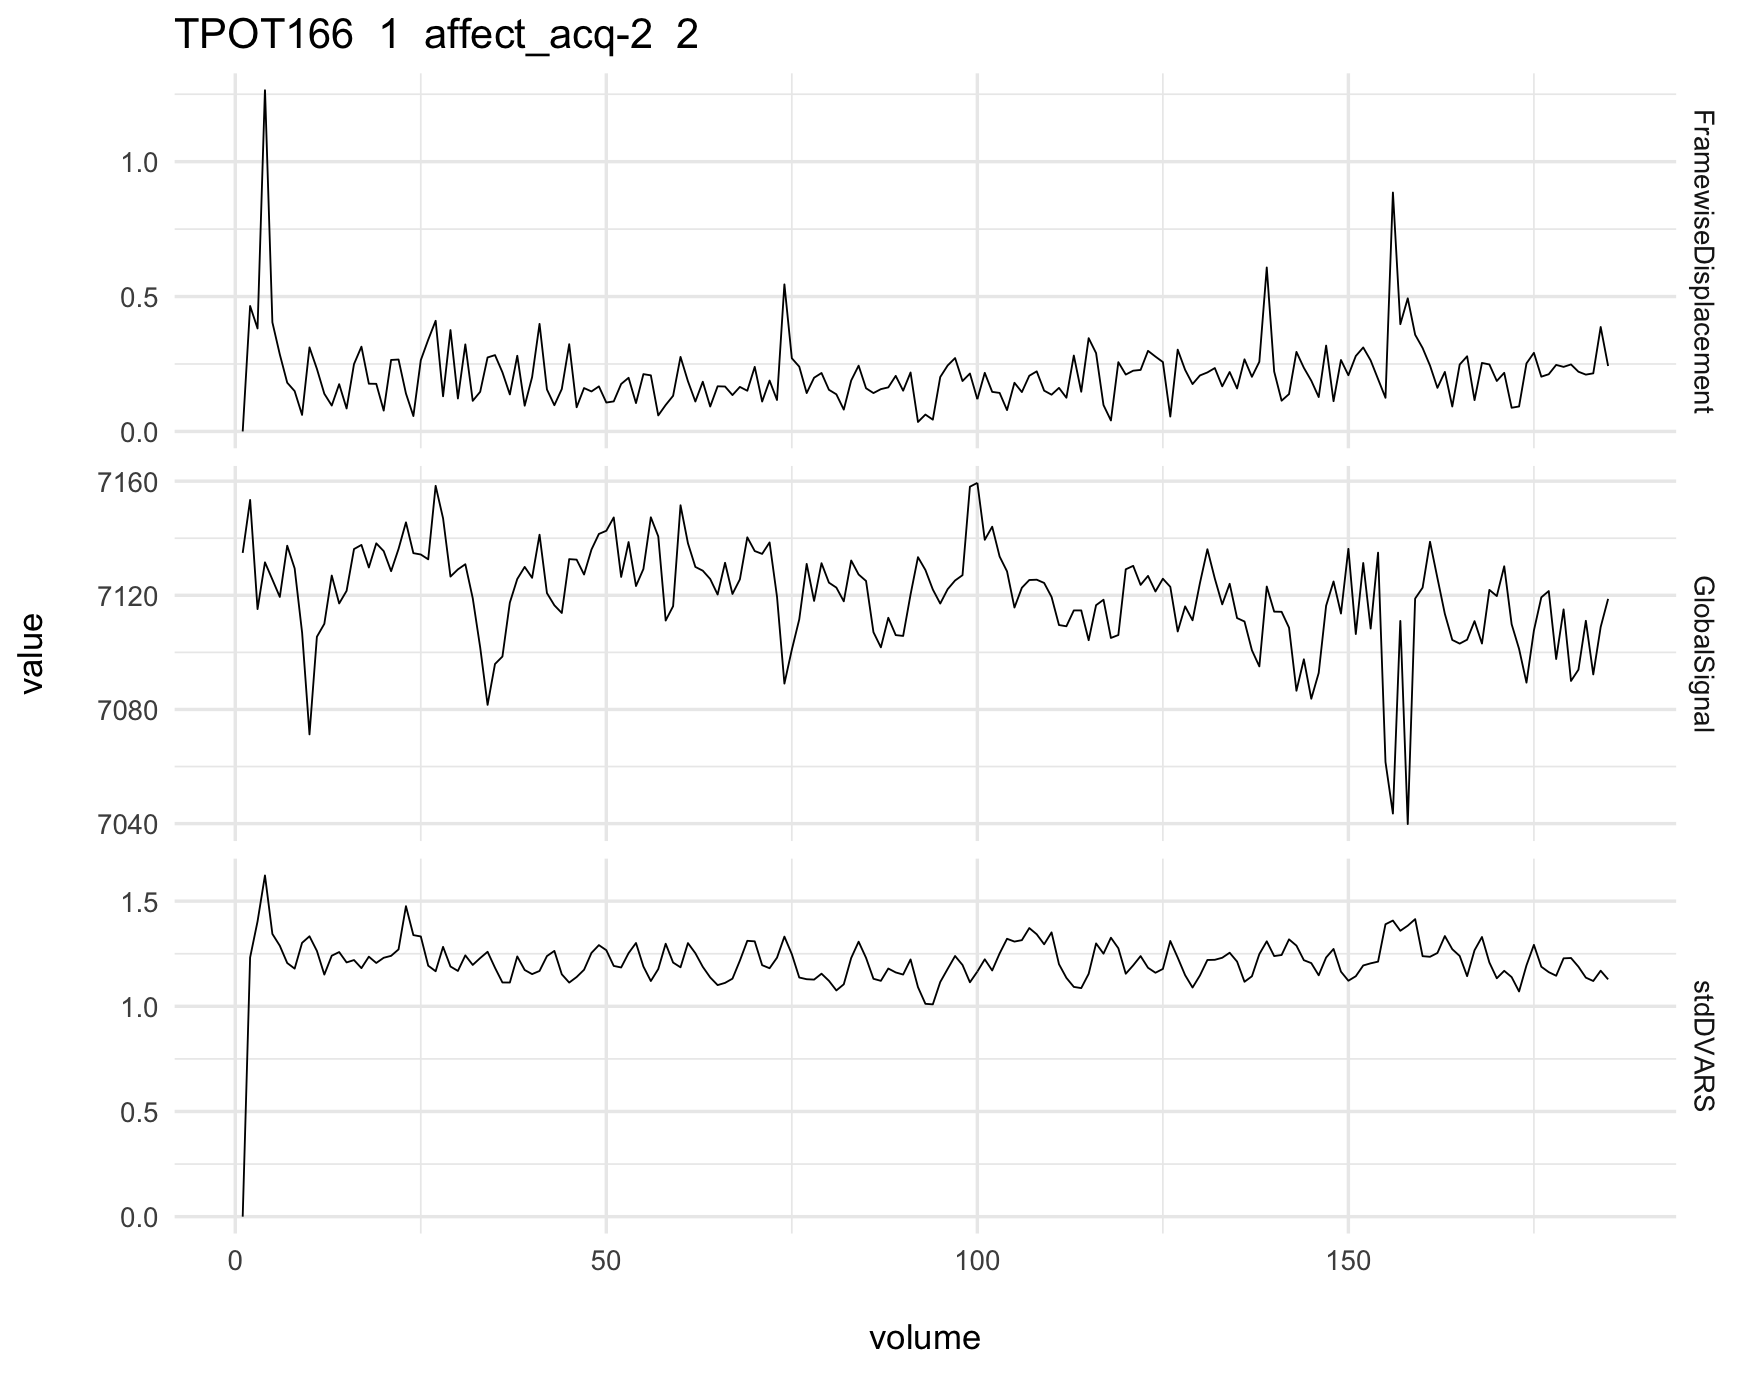 TPOT166  1  affect_acq-2  2
1.0
0.5
0.0
FramewiseDisplacement
value
7160
7120
7080
7040
GlobalSignal
1.5
1.0
0.5
0.0
stdDVARS
0 50 100 150
volume